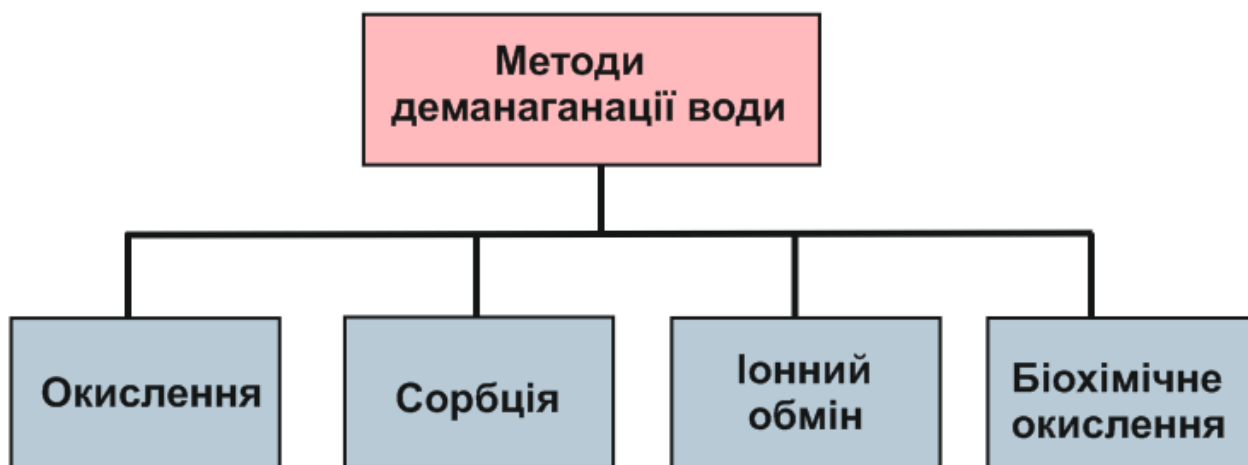 Методи
деманаганації води
Окислення
Сорбція
Іонний
обмін
Біохімічне
окислення